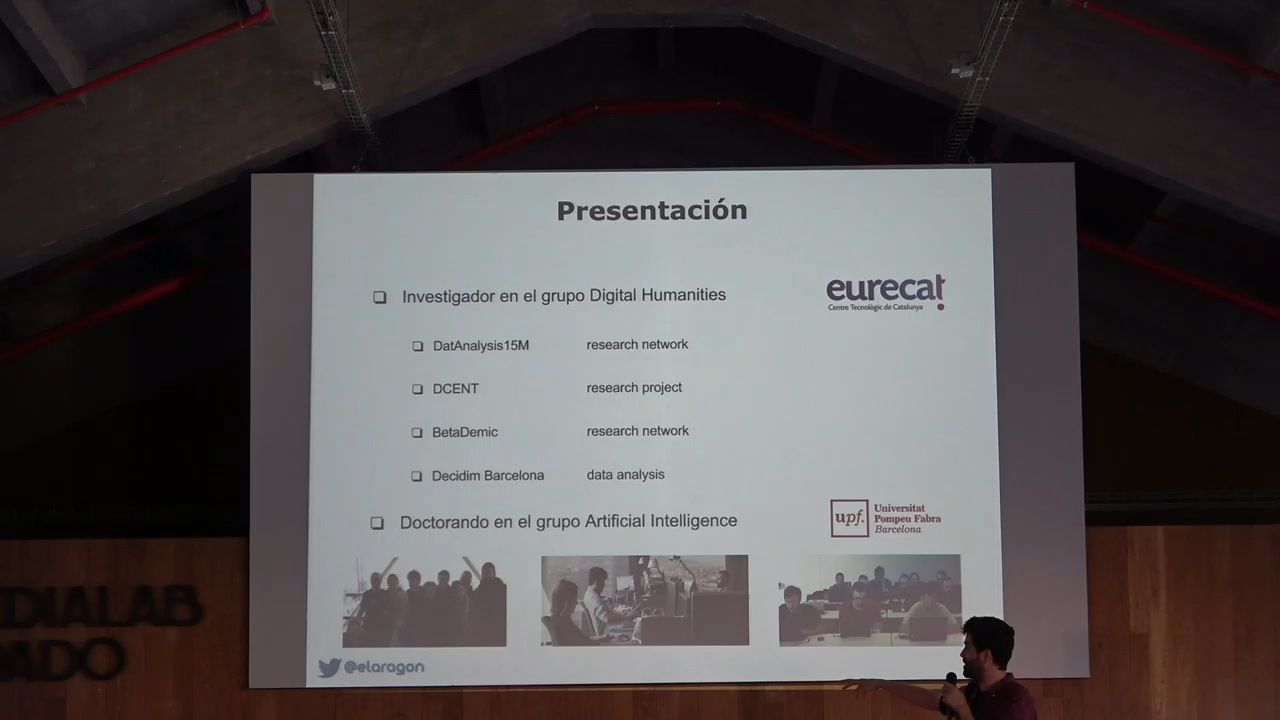 Presentación
Investigador en el grupo Digital Humanities
eurecat
Centre Tecnològic de Catalunya
DatAnalysis15M research network
DCENT research project
BetaDemic research network
Decidim Barcelona data analysis
Doctorando en el grupo Artificial Intelligence
upf. Universitat
Pompeu Fabra
Barcelona
@elaragon
DIALAB
ADO